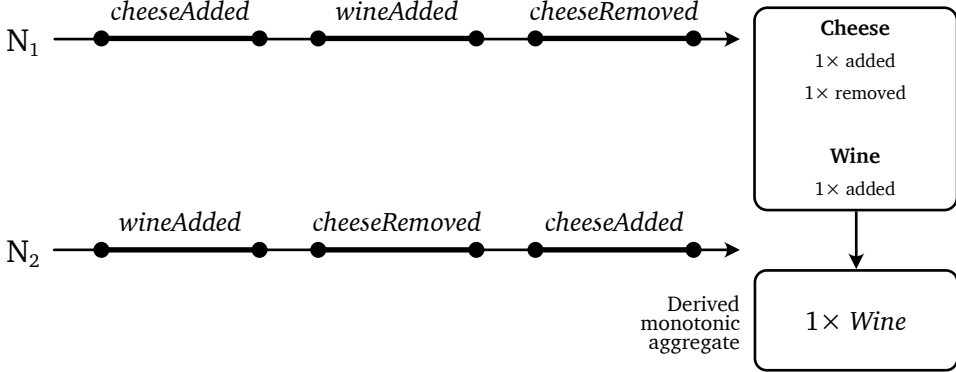 N₁ cheeseAdded wineAdded cheeseRemoved
Cheese
1× added
1× removed
Wine
1× added
N₂ wineAdded cheeseRemoved cheeseAdded
Derived
monotonic
aggregate
1× Wine